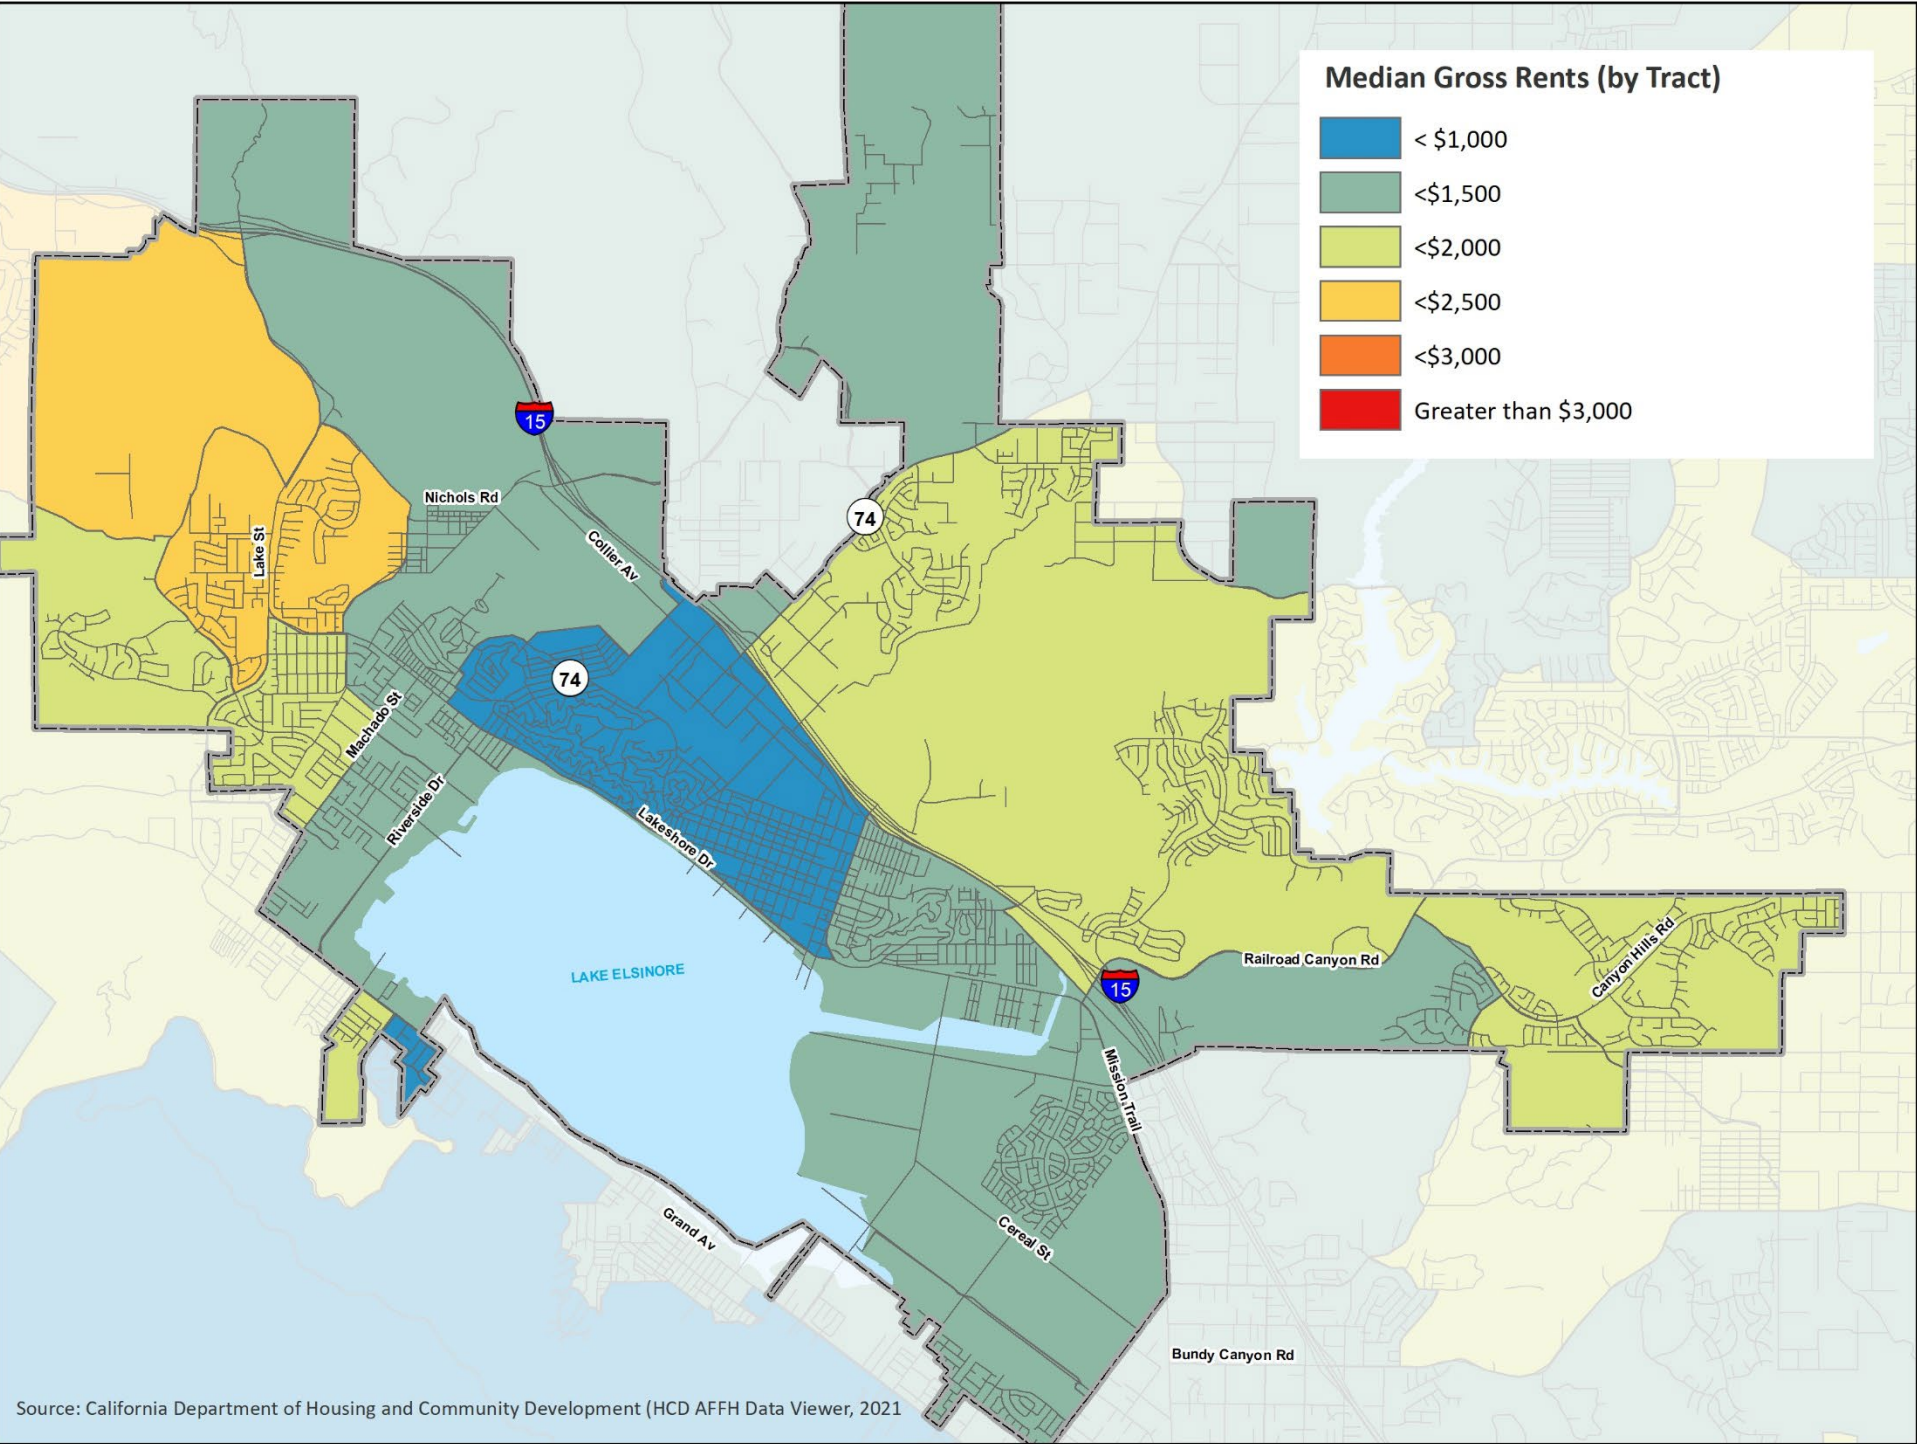 Median Gross Rents (by Tract)
< $1,000
<$1,500
<$2,000
<$2,500
<$3,000
Greater than $3,000
15
Nichols Rd
74
Collier Av
Lake St
74
Machado St
Riverside Dr
Lakeshore Dr
LAKE ELSINORE
Railroad Canyon Rd
Canyon Hills Rd
15
Mission Trail
Grand Av
Cereal St
Bundy Canyon Rd
Source: California Department of Housing and Community Development (HCD AFFH Data Viewer, 2021